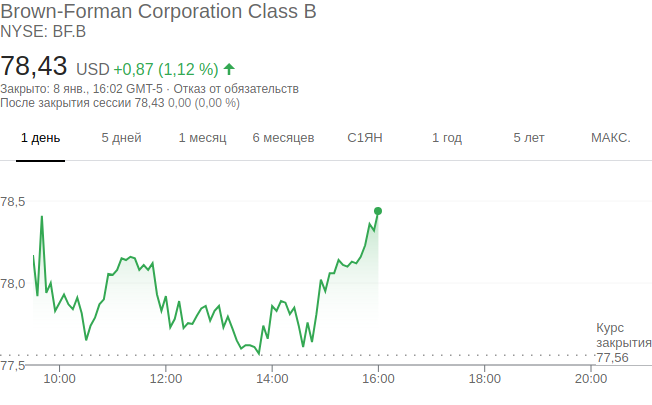 Brown-Forman Corporation Class B
NYSE: BF.B
78,43 USD +0,87 (1,12 %)
Закрыто: 8 янв., 16:02 GMT-5 · Отказ от обязательств
После закрытия сессии 78,43 0,00 (0,00 %)
1 день 5 дней 1 месяц 6 месяцев С1ЯН 1 год 5 лет МАКС.
78,5
78,0
Курс
закрытия
77,56
77,5
10:00 12:00 14:00 16:00 18:00 20:00